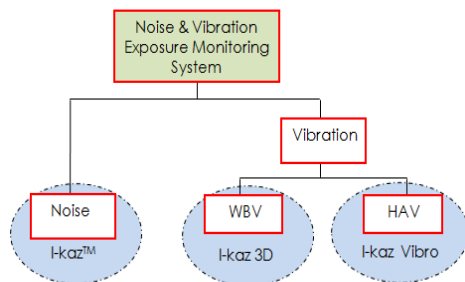 Noise & Vibration
Exposure Monitoring
System
Vibration
Noise
WBV
HAV
I-kaz™
I-kaz 3D
I-kaz Vibro